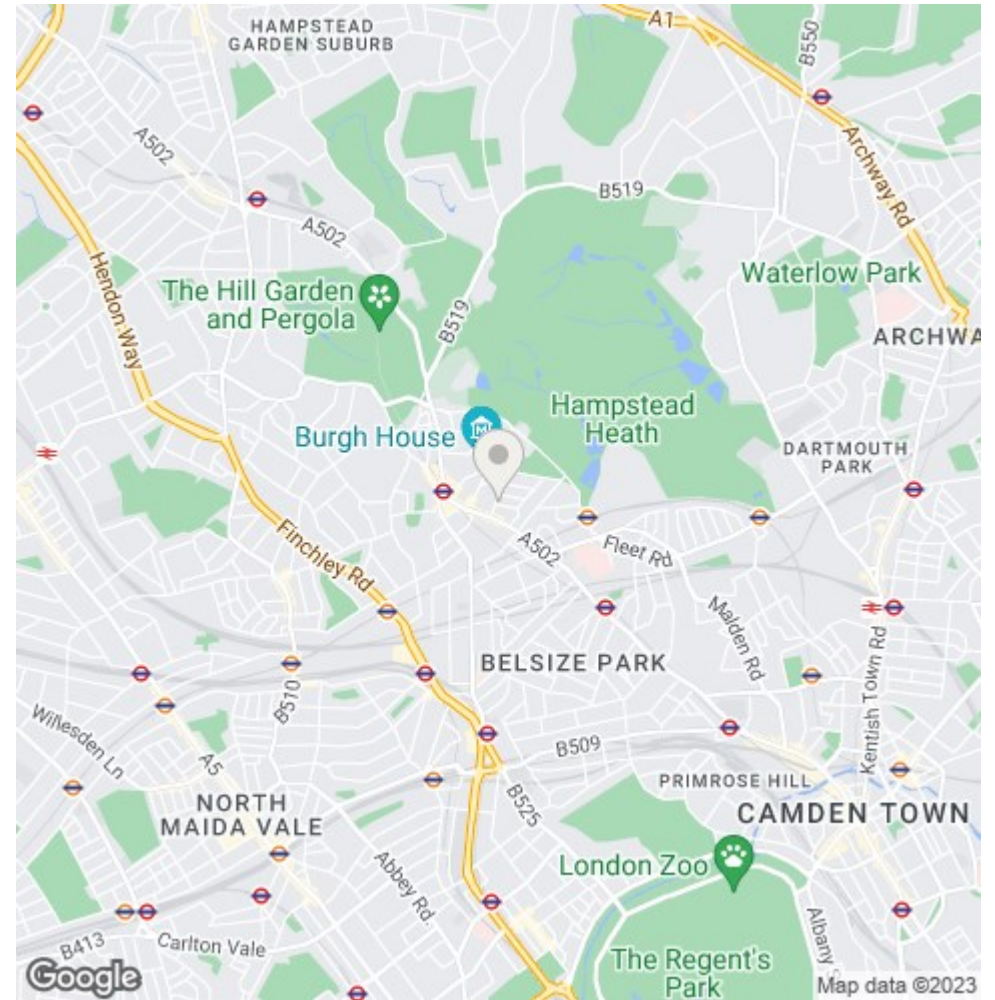 HAMPSTEAD
GARDEN SUBURB
A1
B550
A502
Archway Rd
B519
A502
Hendon Way
The Hill Garden
and Pergola
B519
Waterlow Park
ARCHWA
Hampstead
Heath
Burgh House
DARTMOUTH
PARK
Finchley Rd
A502
Fleet Rd
Malden Rd
BELSIZE PARK
Kentish Town Rd
B510
Willesden Ln
A5
B509
PRIMROSE HILL
NORTH
MAIDA VALE
B525
CAMDEN TOWN
Abbey Rd.
London Zoo
Albany
B413
Carlton Vale
The Regent's
Park
Google
Map data ©2023